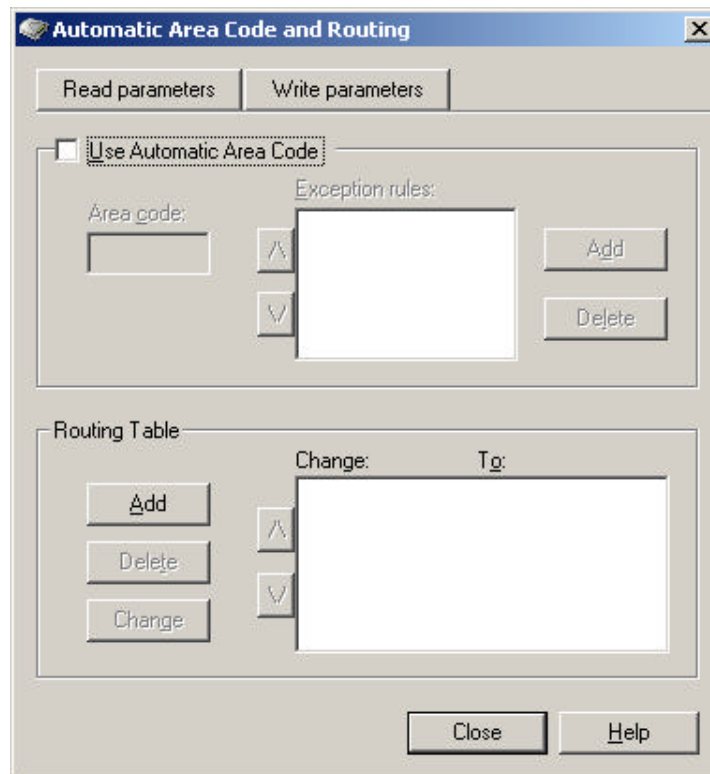 Automatic Area Code and Routing
Read parameters Write parameters
Use Automatic Area Code
Exception rules:
Area code:
/\
Add
\/
Delete
Routing Table
Change: To:
Add
/\
Delete
\/
Change
Close Help